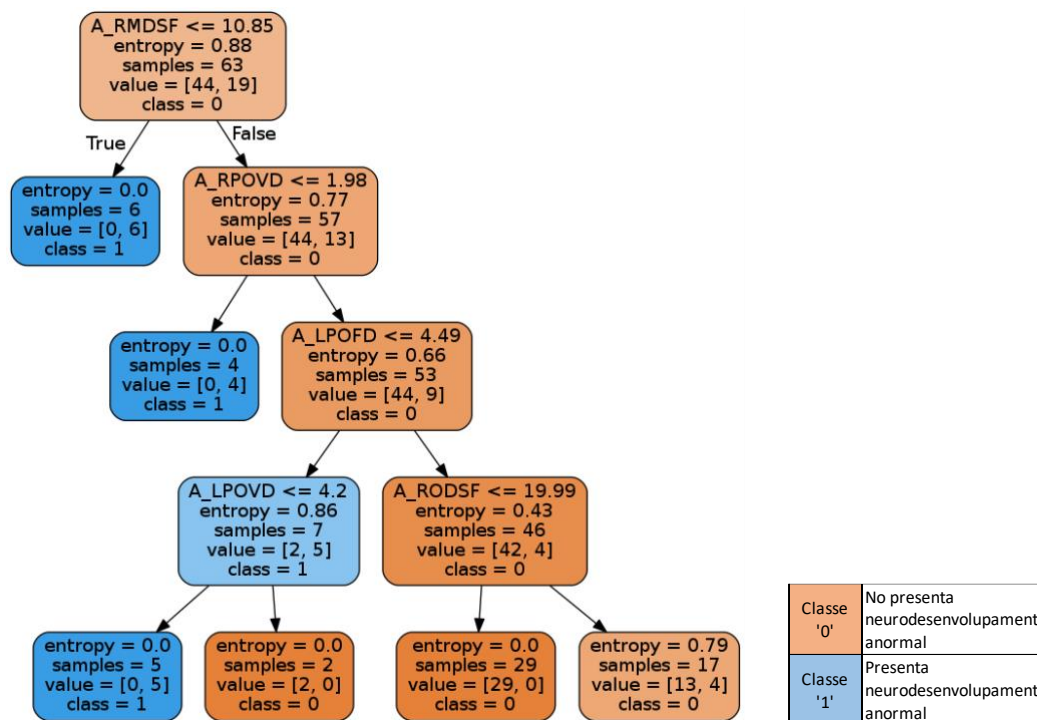 A_RMDSF <= 10.85
entropy = 0.88
samples = 63
value = [44, 19]
class = 0
True
False
entropy = 0.0
samples = 6
value = [0, 6]
class = 1
A_RPOVD <= 1.98
entropy = 0.77
samples = 57
value = [44, 13]
class = 0
entropy = 0.0
samples = 4
value = [0, 4]
class = 1
A_LPOFD <= 4.49
entropy = 0.66
samples = 53
value = [44, 9]
class = 0
A_LPOVD <= 4.2
entropy = 0.86
samples = 7
value = [2, 5]
class = 1
A_RODSF <= 19.99
entropy = 0.43
samples = 46
value = [42, 4]
class = 0
entropy = 0.0
samples = 5
value = [0, 5]
class = 1
entropy = 0.0
samples = 2
value = [2, 0]
class = 0
entropy = 0.0
samples = 29
value = [29, 0]
class = 0
entropy = 0.79
samples = 17
value = [13, 4]
class = 0
Classe
'0'
No presenta
neurodesenvolupament
anormal
Classe
'1'
Presenta
neurodesenvolupament
anormal